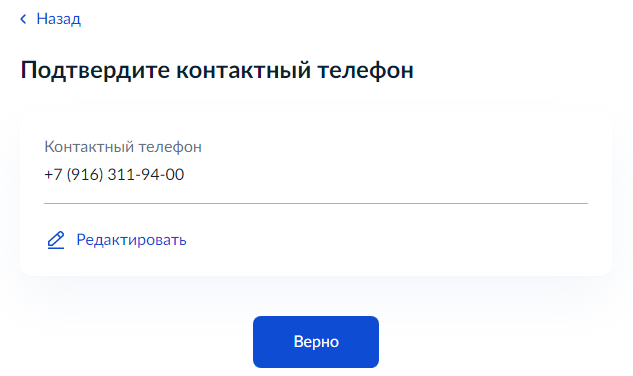 Назад
Подтвердите контактный телефон
Контактный телефон
+7 (916) 311-94-00
Редактировать
Верно